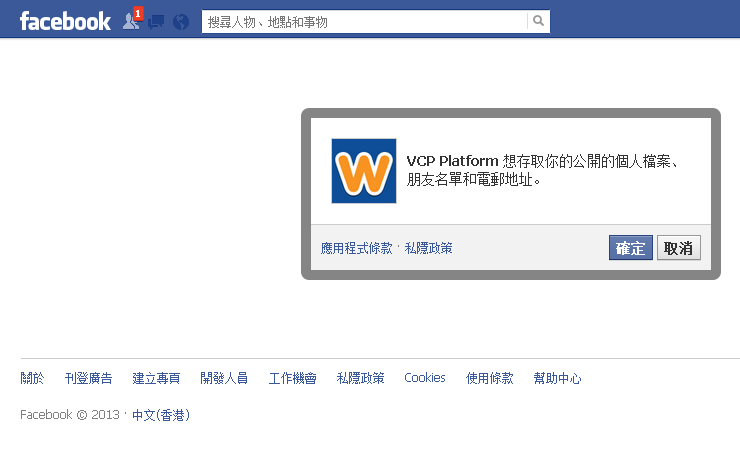 facebook
1
搜尋人物、地點和事物
W
VCP Platform 想存取你的公開的個人檔案、
朋友名單和電郵地址。
應用程式條款 · 私隱政策
確定 取消
關於 刊登廣告 建立專頁 開發人員 工作機會 私隱政策 Cookies 使用條款 幫助中心
Facebook © 2013 · 中文(香港)